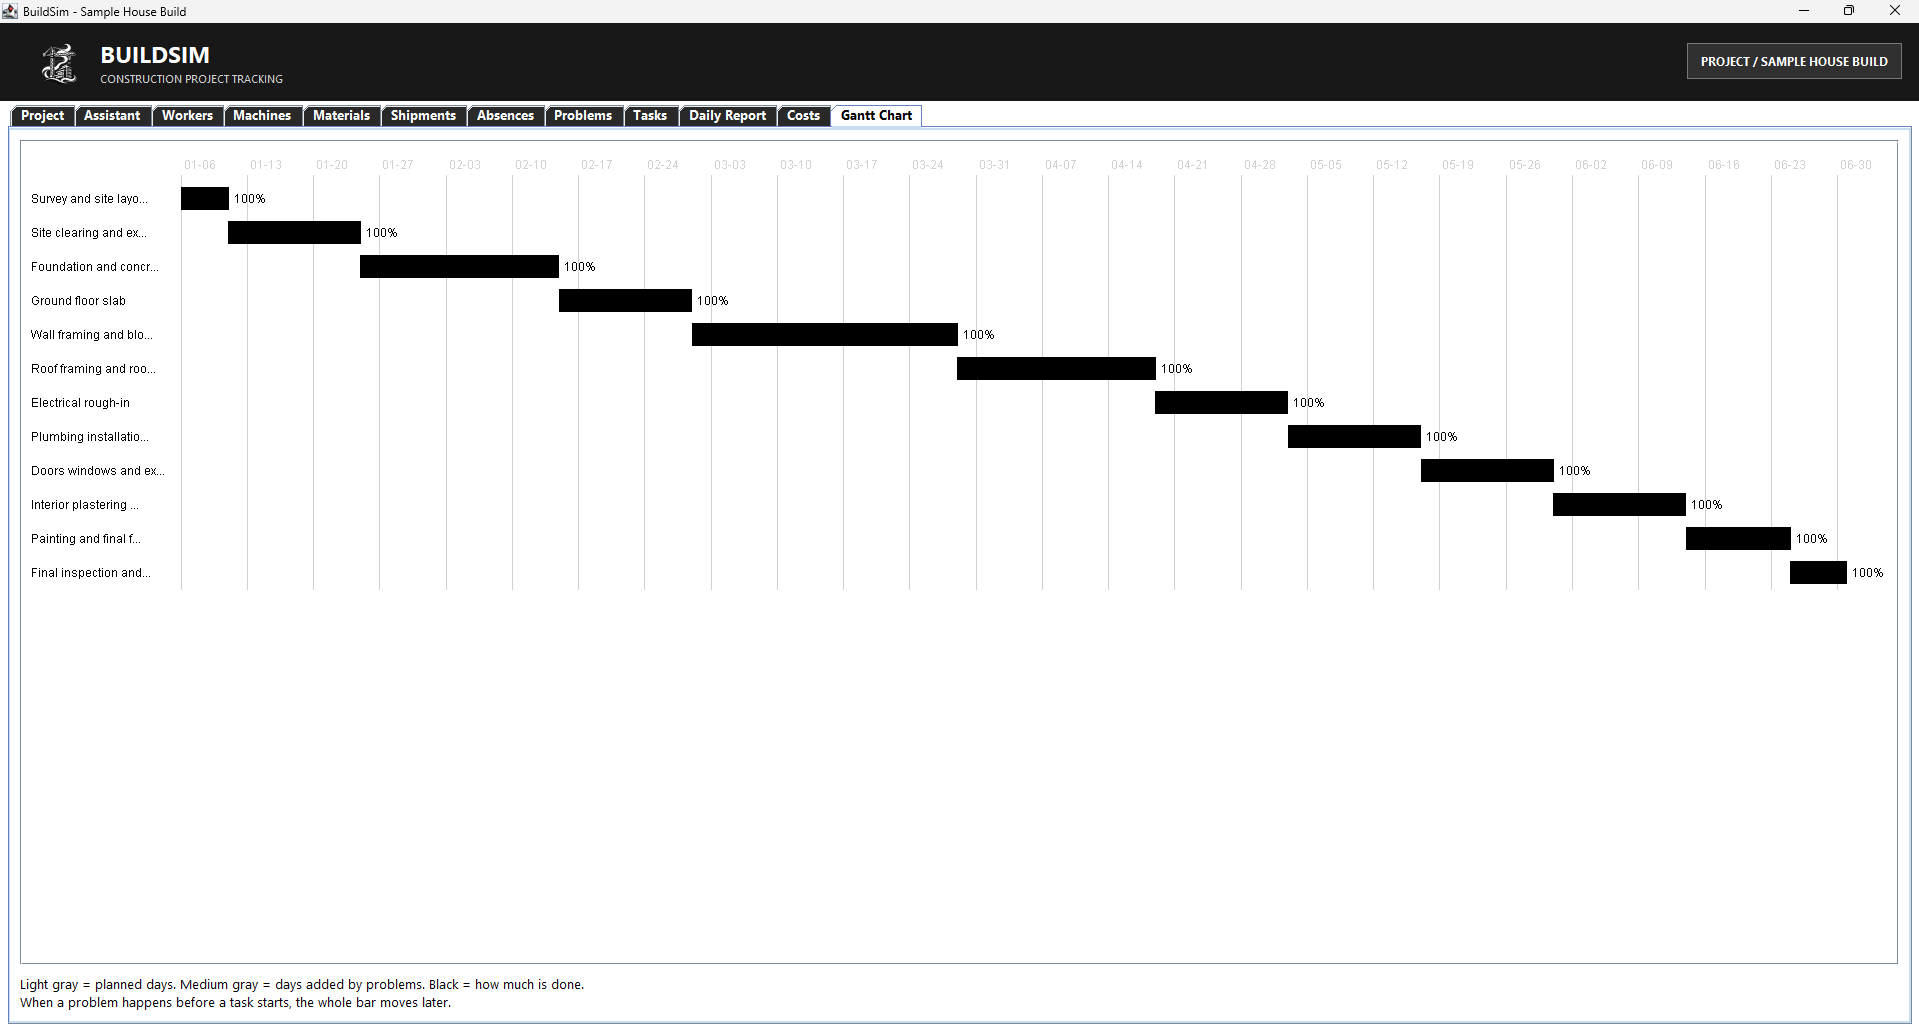 BuildSim - Sample House Build
BUILDSIM
CONSTRUCTION PROJECT TRACKING
PROJECT / SAMPLE HOUSE BUILD
Project Assistant Workers Machines Materials Shipments Absences Problems Tasks Daily Report Costs Gantt Chart
01-06 01-13 01-20 01-27 02-03 02-10 02-17 02-24 03-03 03-10 03-17 03-24 03-31 04-07 04-14 04-21 04-28 05-05 05-12 05-19 05-26 06-02 06-09 06-16 06-23 06-30
Survey and site layo... 100%
Site clearing and ex... 100%
Foundation and concr... 100%
Ground floor slab 100%
Wall framing and blo... 100%
Roof framing and roo... 100%
Electrical rough-in 100%
Plumbing installatio... 100%
Doors windows and ex... 100%
Interior plastering ... 100%
Painting and final f... 100%
Final inspection and... 100%
Light gray = planned days. Medium gray = days added by problems. Black = how much is done.
When a problem happens before a task starts, the whole bar moves later.